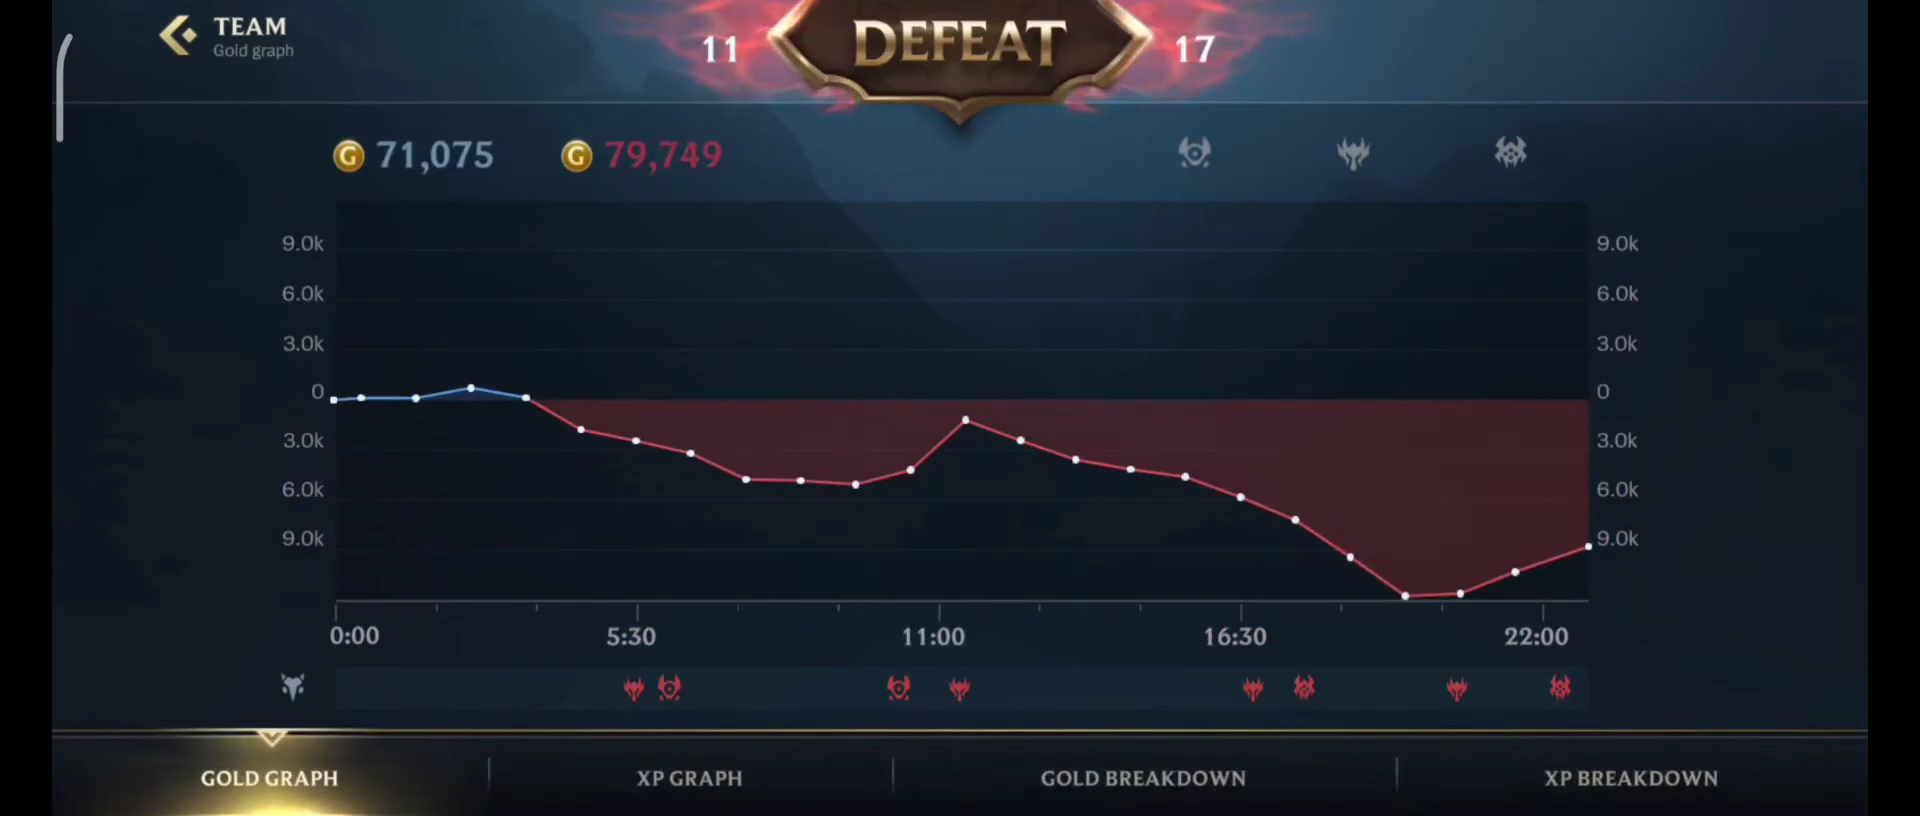 TEAM
Gold graph
11 DEFEAT 17
G 71,075 G 79,749
9.0k 9.0k
6.0k 6.0k
3.0k 3.0k
0 0
3.0k 3.0k
6.0k 6.0k
9.0k 9.0k
0:00 5:30 11:00 16:30 22:00
GOLD GRAPH XP GRAPH GOLD BREAKDOWN XP BREAKDOWN